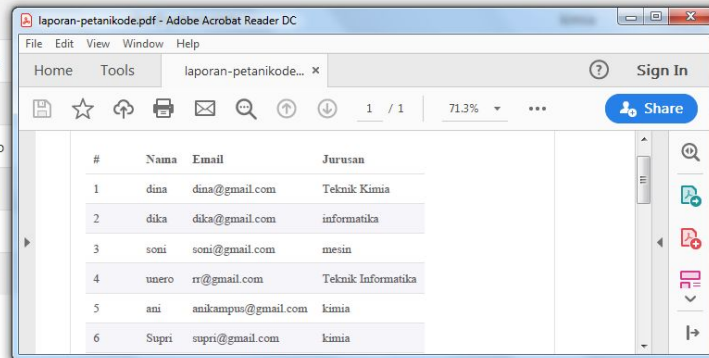 laporan-petanikode.pdf - Adobe Acrobat Reader DC
File Edit View Window Help
Home Tools laporan-petanikode... × ? Sign In
1 / 1 71.3% Share
# Nama Email Jurusan
1 dina dina@gmail.com Teknik Kimia
2 dika dika@gmail.com informatika
3 soni soni@gmail.com mesin
4 unero rr@gmail.com Teknik Informatika
5 ani anikampus@gmail.com kimia
6 Supri supri@gmail.com kimia